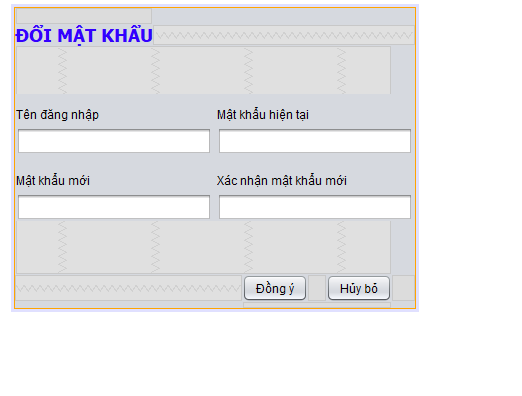 ĐỔI MẬT KHẨU
Tên đăng nhập Mật khẩu hiện tại
Mật khẩu mới Xác nhận mật khẩu mới
Đồng ý Hủy bỏ